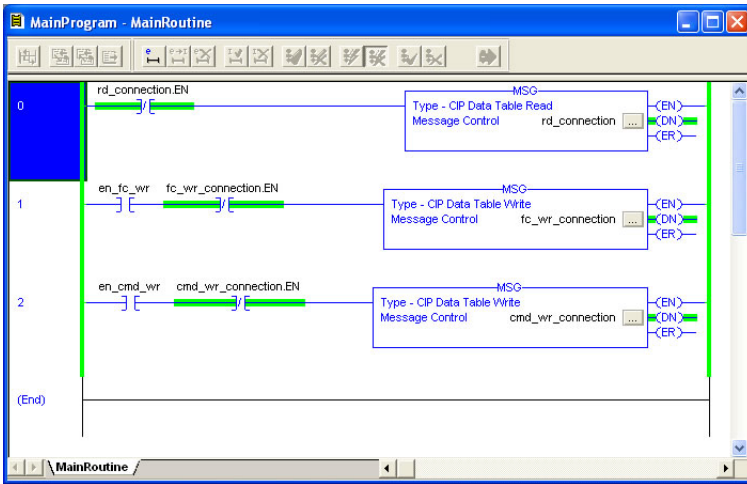 MainProgram - MainRoutine
0
rd_connection.EN
MSG
Type - CIP Data Table Read
Message Control rd_connection ...
(EN)
(DN)
(ER)
1
en_fc_wr fc_wr_connection.EN
MSG
Type - CIP Data Table Write
Message Control fc_wr_connection ...
(EN)
(DN)
(ER)
2
en_cmd_wr cmd_wr_connection.EN
MSG
Type - CIP Data Table Write
Message Control cmd_wr_connection ...
(EN)
(DN)
(ER)
(End)
MainRoutine